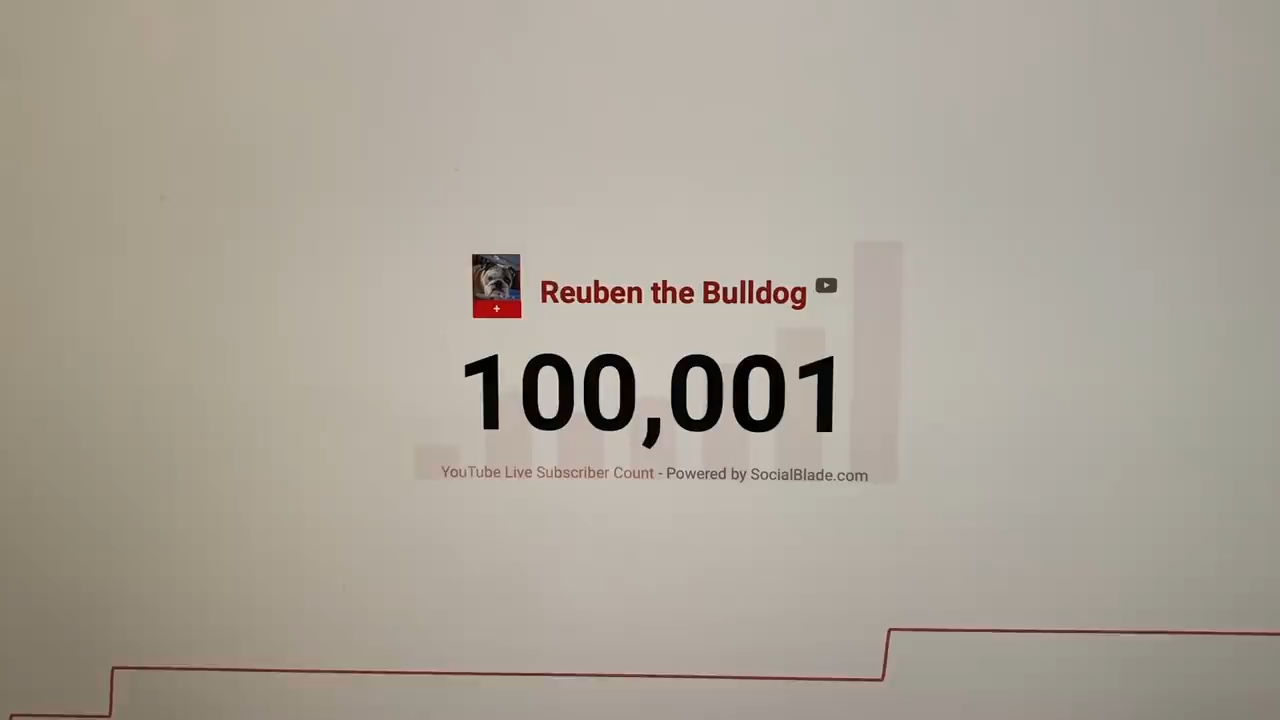 Reuben the Bulldog
100,001
YouTube Live Subscriber Count - Powered by SocialBlade.com